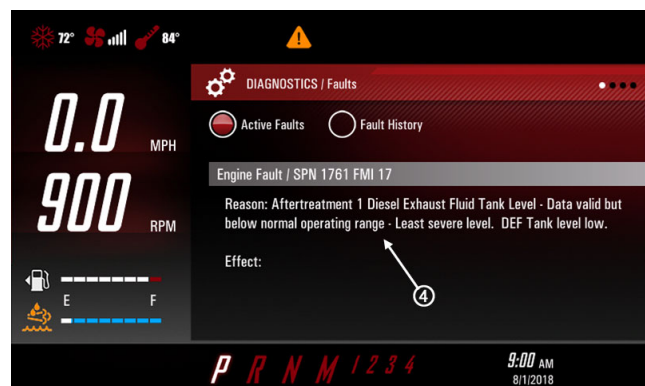 72° 84°
DIAGNOSTICS / Faults
0.0 MPH
Active Faults Fault History
900 RPM
Engine Fault / SPN 1761 FMI 17
Reason: Aftertreatment 1 Diesel Exhaust Fluid Tank Level - Data valid but
below normal operating range - Least severe level. DEF Tank level low.
Effect:
4
E F
P R N M 1 2 3 4
9:00 AM
8/1/2018